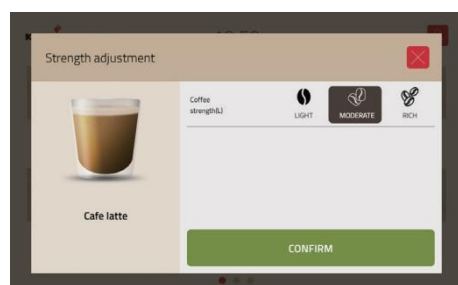 Strength adjustment
Coffee
strength(L)
LIGHT
MODERATE
RICH
Cafe latte
CONFIRM